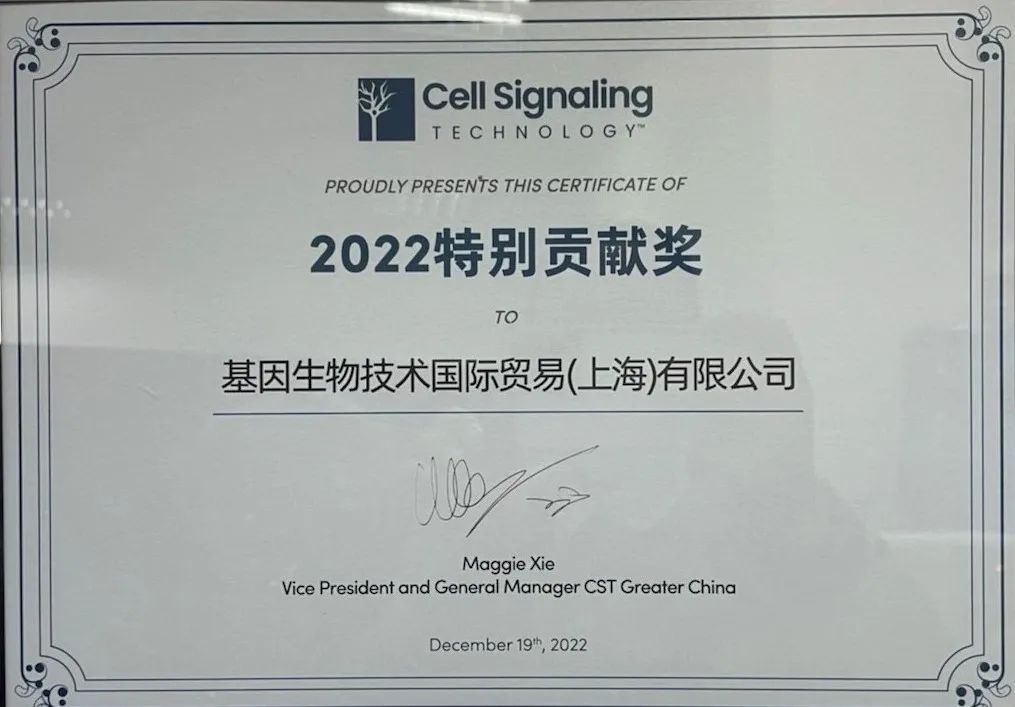 Cell Signaling
TECHNOLOGY™
PROUDLY PRESENTS THIS CERTIFICATE OF
2022特别贡献奖
TO
基因生物技术国际贸易(上海)有限公司
Maggie Xie
Vice President and General Manager CST Greater China
December 19th, 2022